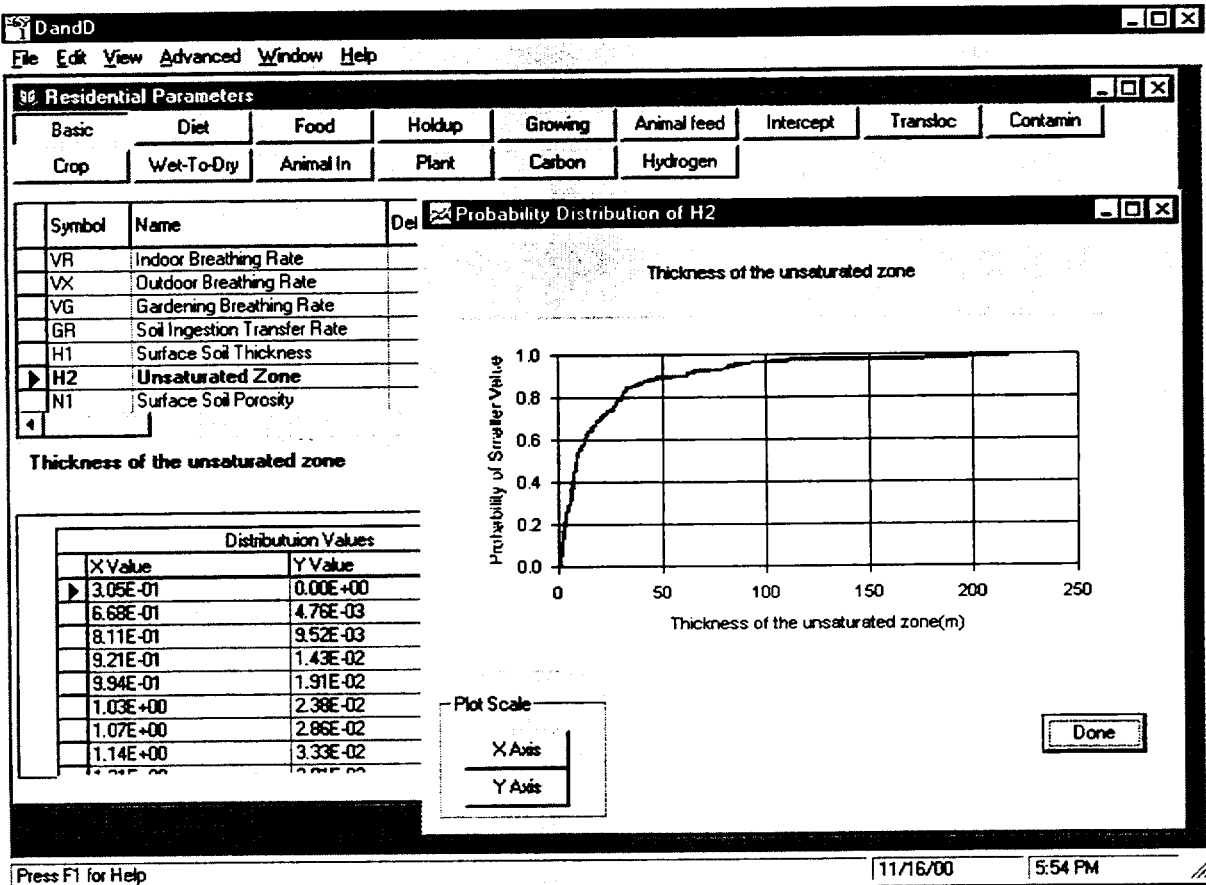 DandD
File Edit View Advanced Window Help
Residential Parameters
Basic Diet Food Holdup Growing Animal feed Intercept Transloc Contamin
Crop Wet-To-Dry Animal In Plant Carbon Hydrogen
Symbol Name Def
VR Indoor Breathing Rate
VX Outdoor Breathing Rate
VG Gardening Breathing Rate
GR Soil Ingestion Transfer Rate
H1 Surface Soil Thickness
H2 Unsaturated Zone
N1 Surface Soil Porosity
Thickness of the unsaturated zone
Distributuion Values
X Value Y Value
3.05E-01 0.00E+00
6.68E-01 4.76E-03
8.11E-01 9.52E-03
9.21E-01 1.43E-02
9.94E-01 1.91E-02
1.03E+00 2.38E-02
1.07E+00 2.86E-02
1.14E+00 3.33E-02
Probability Distribution of H2
Thickness of the unsaturated zone
Probability of Smaller Value
1.0
0.8
0.6
0.4
0.2
0.0
0 50 100 150 200 250
Thickness of the unsaturated zone(m)
Plot Scale
X Axis
Y Axis
Done
Press F1 for Help 11/16/00 5:54 PM